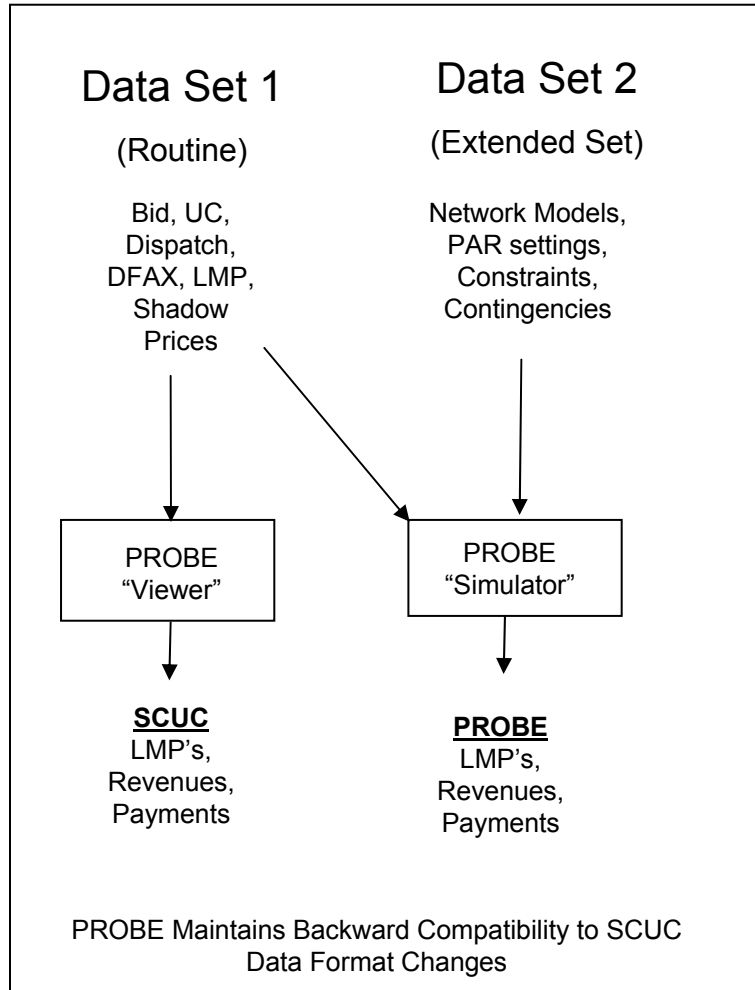 Data Set 1
(Routine)
Bid, UC,
Dispatch,
DFAX, LMP,
Shadow
Prices
Data Set 2
(Extended Set)
Network Models,
PAR settings,
Constraints,
Contingencies
PROBE
“Viewer”
PROBE
“Simulator”
SCUC
LMP’s,
Revenues,
Payments
PROBE
LMP’s,
Revenues,
Payments
PROBE Maintains Backward Compatibility to SCUC
Data Format Changes